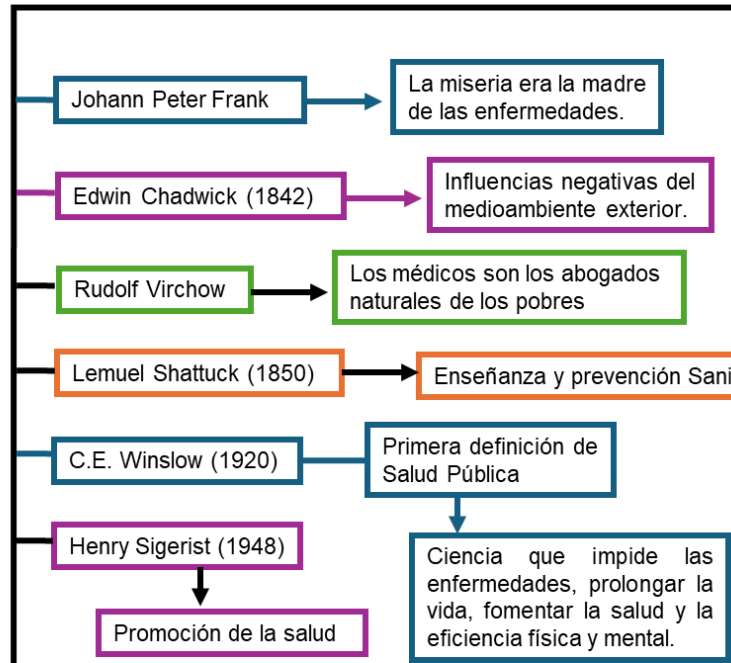 Johann Peter Frank
La miseria era la madre
de las enfermedades.
Edwin Chadwick (1842)
Influencias negativas del
medioambiente exterior.
Rudolf Virchow
Los médicos son los abogados
naturales de los pobres
Lemuel Shattuck (1850)
Enseñanza y prevención Sani
C.E. Winslow (1920)
Primera definición de
Salud Pública
Henry Sigerist (1948)
Promoción de la salud
Ciencia que impide las
enfermedades, prolongar la
vida, fomentar la salud y la
eficiencia física y mental.